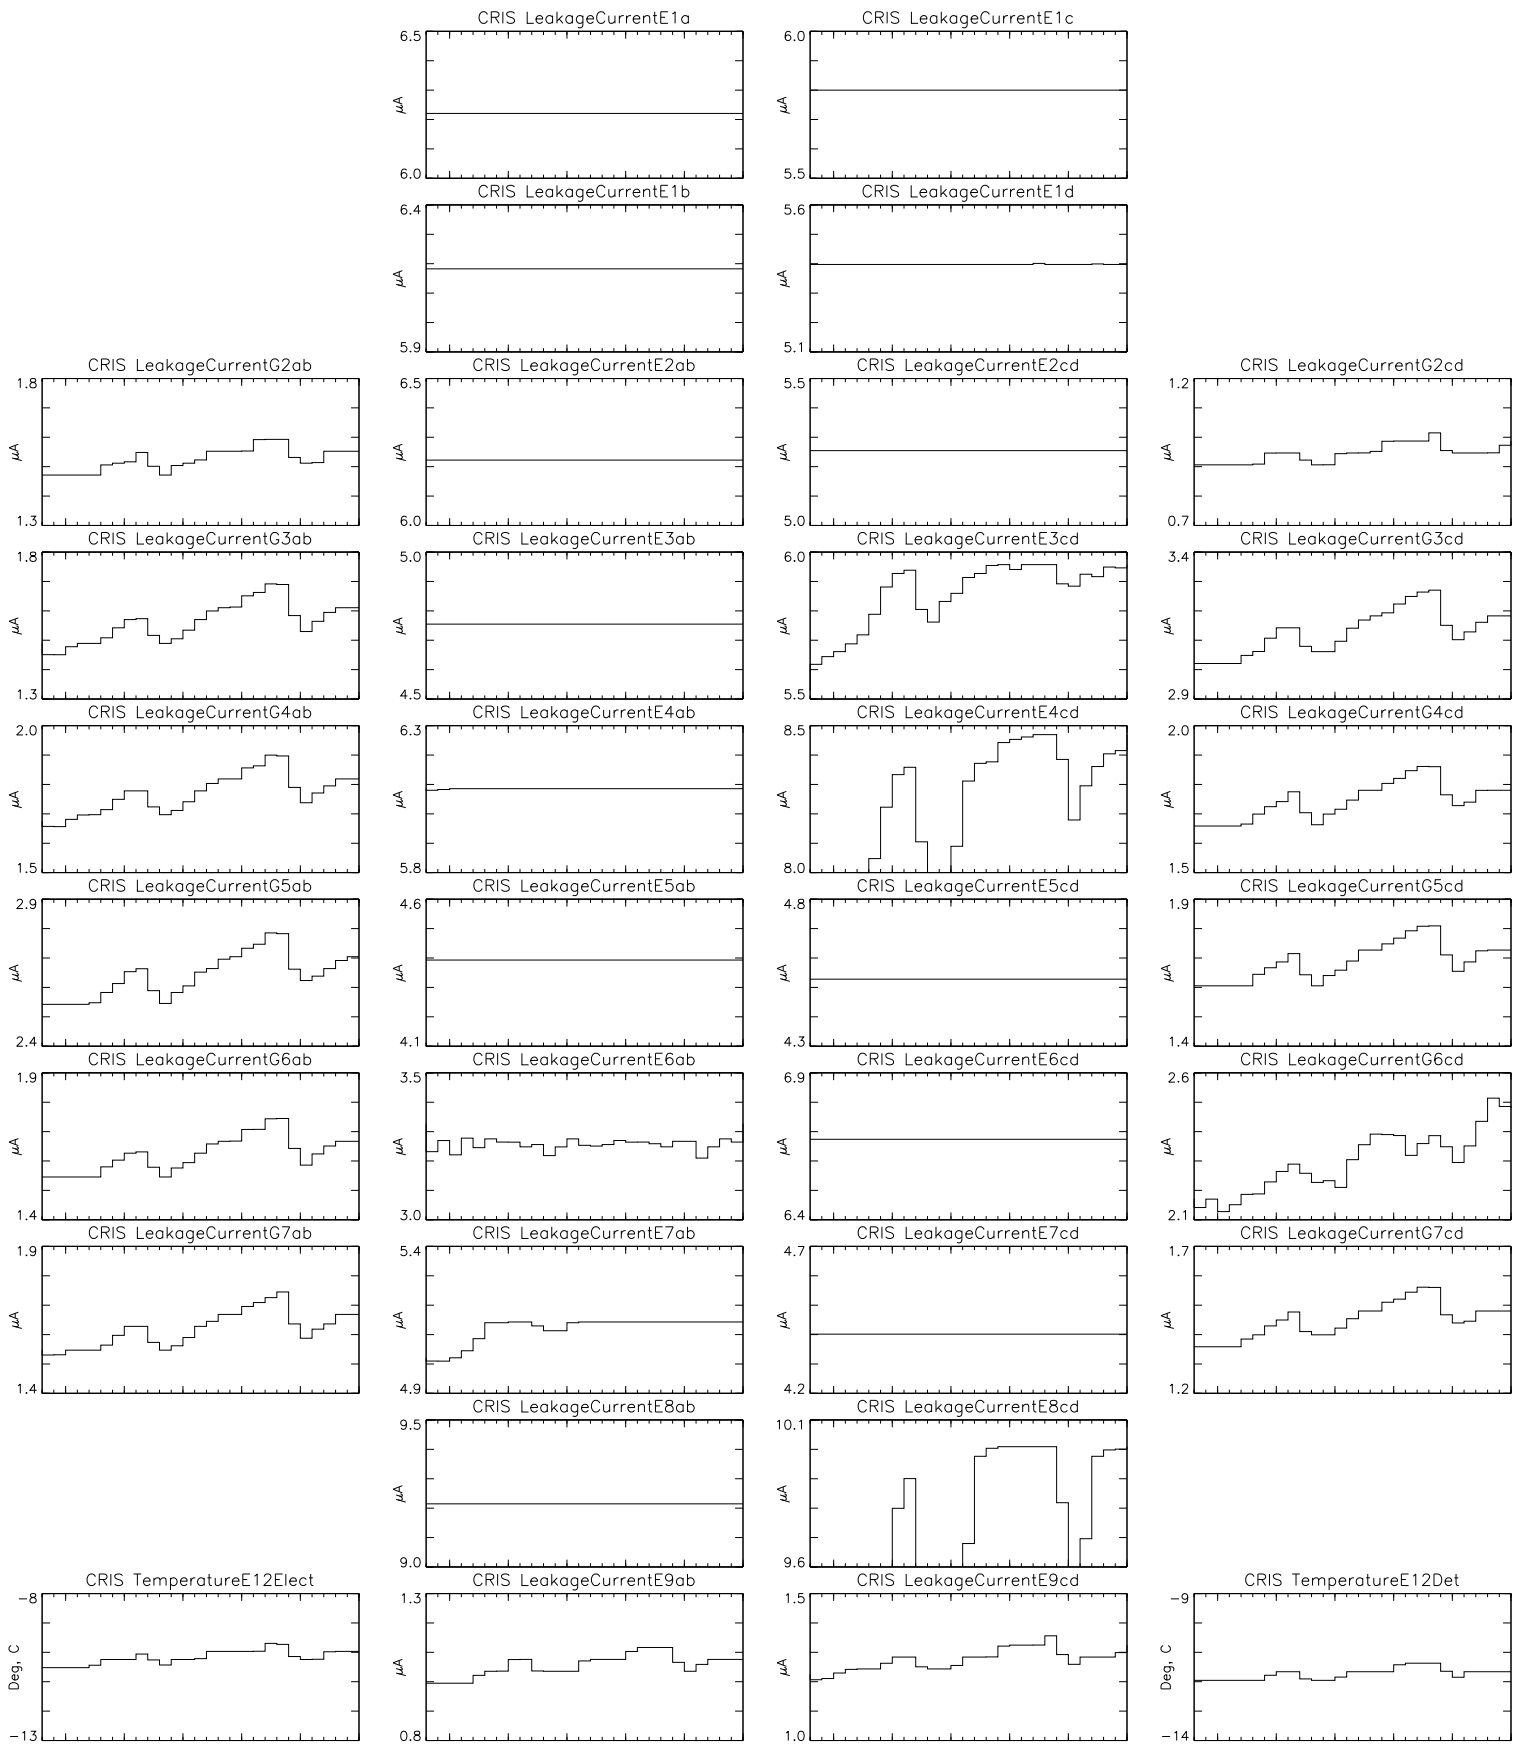 CRIS LeakageCurrentE1a
CRIS LeakageCurrentE1c
6.5
μA
6.0
6.0
μA
5.5
CRIS LeakageCurrentE1b
CRIS LeakageCurrentE1d
6.4
μA
5.9
5.6
μA
5.1
CRIS LeakageCurrentG2ab
CRIS LeakageCurrentE2ab
CRIS LeakageCurrentE2cd
CRIS LeakageCurrentG2cd
1.8
μA
1.3
6.5
μA
6.0
5.5
μA
5.0
1.2
μA
0.7
CRIS LeakageCurrentG3ab
CRIS LeakageCurrentE3ab
CRIS LeakageCurrentE3cd
CRIS LeakageCurrentG3cd
1.8
μA
1.3
5.0
μA
4.5
6.0
μA
5.5
3.4
μA
2.9
CRIS LeakageCurrentG4ab
CRIS LeakageCurrentE4ab
CRIS LeakageCurrentE4cd
CRIS LeakageCurrentG4cd
2.0
μA
1.5
6.3
μA
5.8
8.5
μA
8.0
2.0
μA
1.5
CRIS LeakageCurrentG5ab
CRIS LeakageCurrentE5ab
CRIS LeakageCurrentE5cd
CRIS LeakageCurrentG5cd
2.9
μA
2.4
4.6
μA
4.1
4.8
μA
4.3
1.9
μA
1.4
CRIS LeakageCurrentG6ab
CRIS LeakageCurrentE6ab
CRIS LeakageCurrentE6cd
CRIS LeakageCurrentG6cd
1.9
μA
1.4
3.5
μA
3.0
6.9
μA
6.4
2.6
μA
2.1
CRIS LeakageCurrentG7ab
CRIS LeakageCurrentE7ab
CRIS LeakageCurrentE7cd
CRIS LeakageCurrentG7cd
1.9
μA
1.4
5.4
μA
4.9
4.7
μA
4.2
1.7
μA
1.2
CRIS LeakageCurrentE8ab
CRIS LeakageCurrentE8cd
9.5
μA
9.0
10.1
μA
9.6
CRIS TemperatureE12Elect
CRIS LeakageCurrentE9ab
CRIS LeakageCurrentE9cd
CRIS TemperatureE12Det
-8
Deg, C
-13
1.3
μA
0.8
1.5
μA
1.0
-9
Deg, C
-14